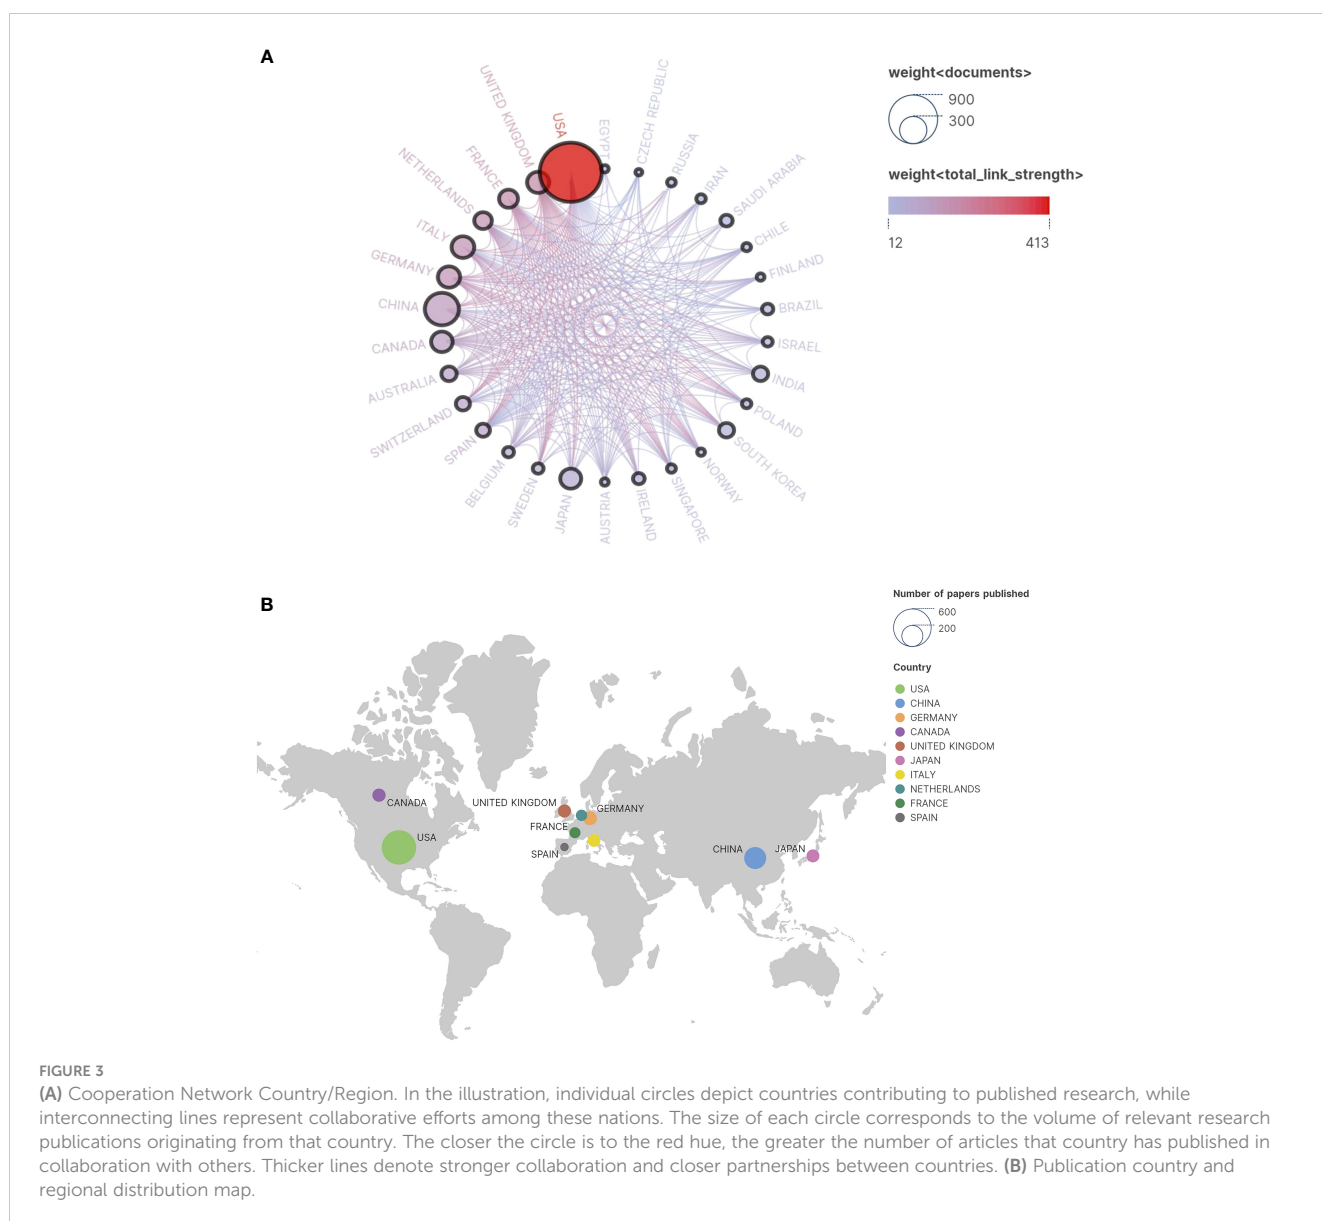 A
weight<documents>
900
300
weight<total_link_strength>
12
413
USA
EGYPT
CZECH REPUBLIC
RUSSIA
IRAN
SAUDI ARABIA
CHILE
FINLAND
BRAZIL
ISRAEL
INDIA
POLAND
SOUTH KOREA
NORWAY
SINGAPORE
IRELAND
AUSTRIA
JAPAN
SWEDEN
BELGIUM
SPAIN
SWITZERLAND
AUSTRALIA
CANADA
CHINA
GERMANY
ITALY
NETHERLANDS
FRANCE
UNITED KINGDOM
B
Number of papers published
600
200
Country
USA
CHINA
GERMANY
CANADA
UNITED KINGDOM
JAPAN
ITALY
NETHERLANDS
FRANCE
SPAIN
CANADA
USA
UNITED KINGDOM
GERMANY
FRANCE
SPAIN
CHINA
JAPAN
FIGURE 3
(A) Cooperation Network Country/Region. In the illustration, individual circles depict countries contributing to published research, while
interconnecting lines represent collaborative efforts among these nations. The size of each circle corresponds to the volume of relevant research
publications originating from that country. The closer the circle is to the red hue, the greater the number of articles that country has published in
collaboration with others. Thicker lines denote stronger collaboration and closer partnerships between countries. (B) Publication country and
regional distribution map.